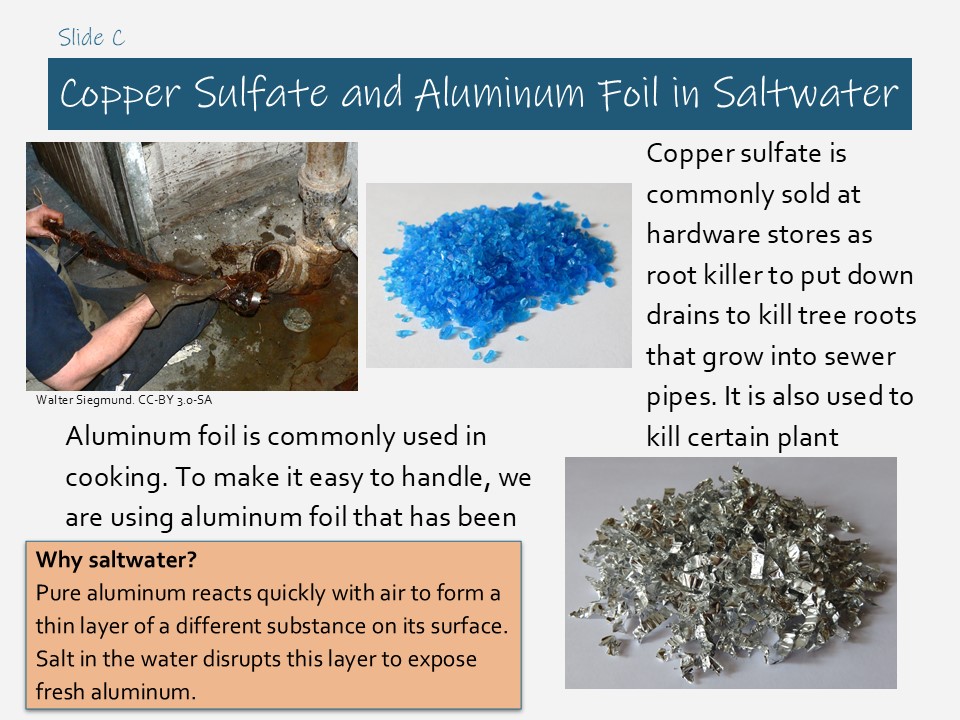 Slide C
Copper Sulfate and Aluminum Foil in Saltwater
Copper sulfate is
commonly sold at
hardware stores as
root killer to put down
drains to kill tree roots
that grow into sewer
pipes. It is also used to
kill certain plant
Walter Siegmund. CC-BY 3.0-SA
Aluminum foil is commonly used in
cooking. To make it easy to handle, we
are using aluminum foil that has been
Why saltwater?
Pure aluminum reacts quickly with air to form a
thin layer of a different substance on its surface.
Salt in the water disrupts this layer to expose
fresh aluminum.